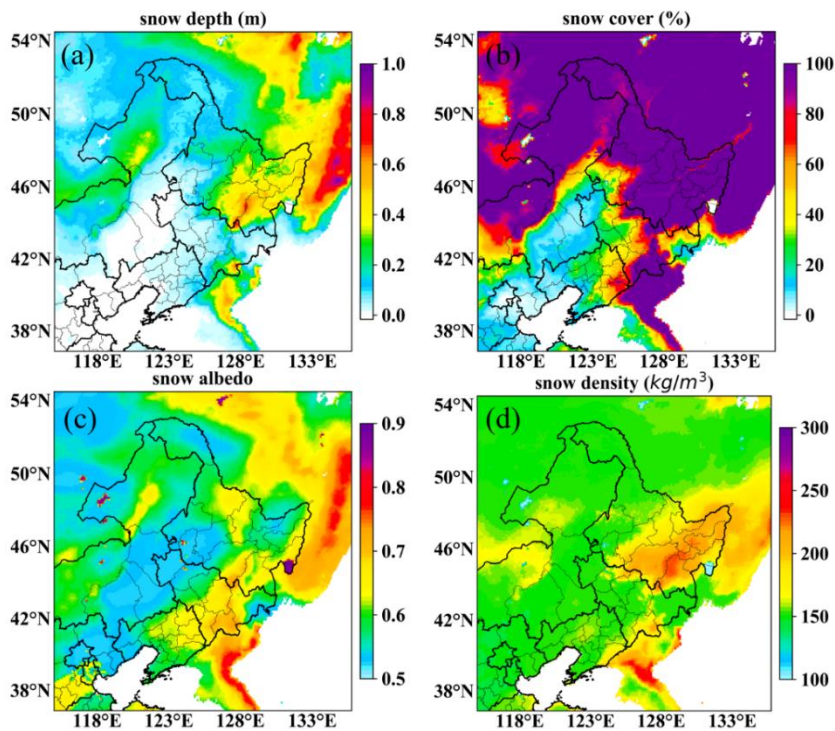 snow depth (m)
snow cover (%)
54°N
50°N
46°N
42°N
38°N
(a)
1.0
0.8
0.6
0.4
0.2
0.0
118°E 123°E 128°E 133°E
54°N
50°N
46°N
42°N
38°N
(b)
100
80
60
40
20
0
118°E 123°E 128°E 133°E
snow albedo
snow density (kg/m³)
54°N
50°N
46°N
42°N
38°N
(c)
0.9
0.8
0.7
0.6
0.5
118°E 123°E 128°E 133°E
54°N
50°N
46°N
42°N
38°N
(d)
300
250
200
150
100
118°E 123°E 128°E 133°E